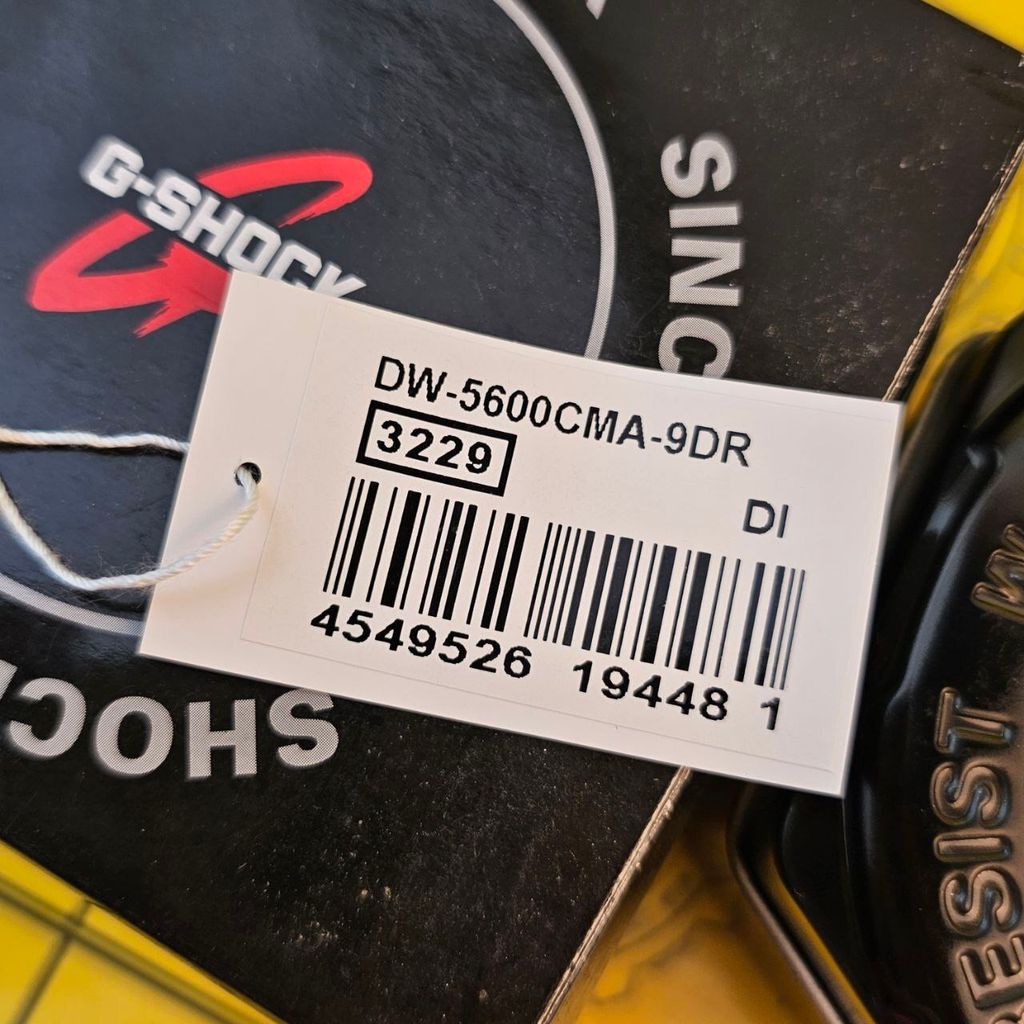 G-SHOCK
SINC
DW-5600CMA-9DR
3229
DI
4549526 19448 1
SHOC
RESIST